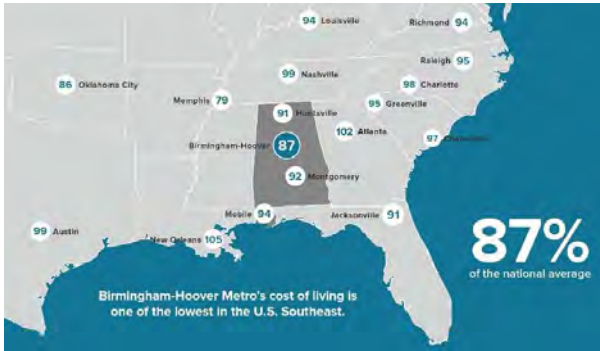 94 Louisville
Richmond 94
Raleigh 95
99 Nashville
98 Charlotte
86 Oklahoma City
Memphis 79
95 Greenville
91 Huntsville
102 Atlanta
97 Charleston
Birmingham-Hoover 87
92 Montgomery
Mobile 94
Jacksonville 91
99 Austin
New Orleans 105
87%
of the national average
Birmingham-Hoover Metro's cost of living is
one of the lowest in the U.S. Southeast.